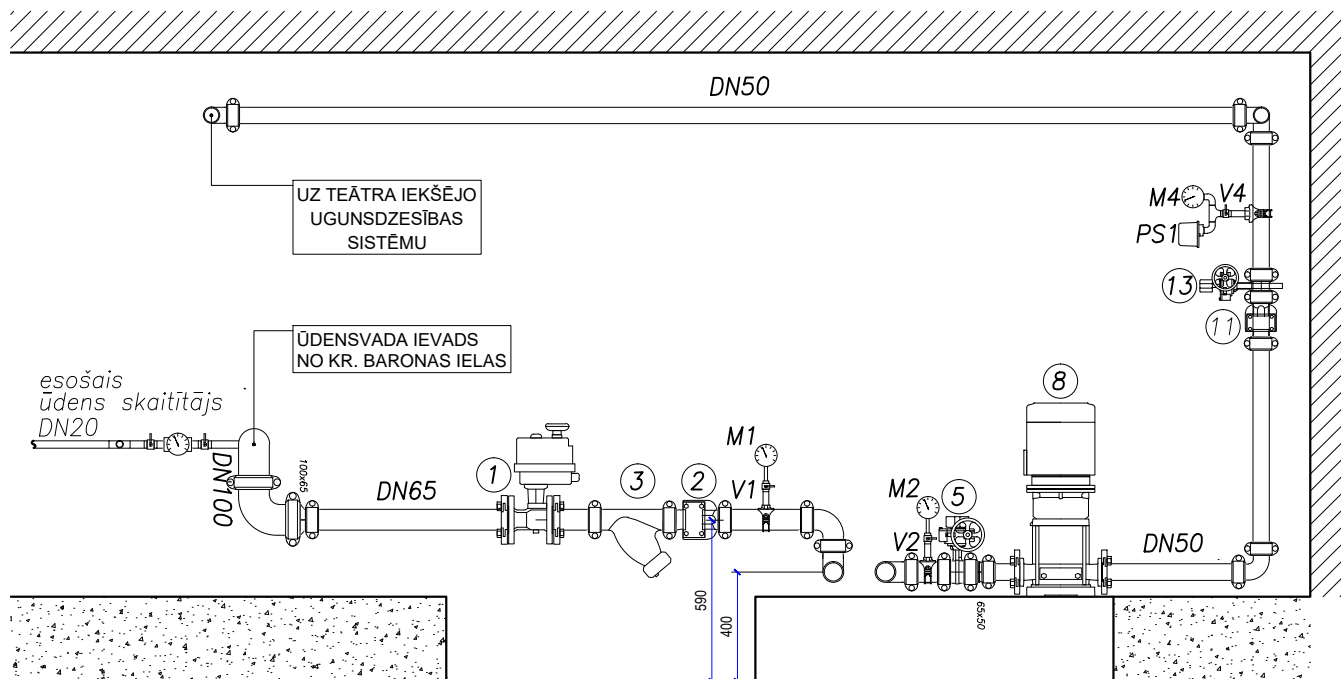 DN50
UZ TEĀTRA IEKŠĒJO
UGUNSDZESĪBAS
SISTĒMU
M4
V4
PS1
13
11
ŪDENSVADA IEVADS
NO KR. BARONAS IELAS
esošais
ūdens skaitītājs
DN20
DN100
100x65
DN65
1
3
2
M1
V1
M2
V2
5
8
DN50
65x50
590
400